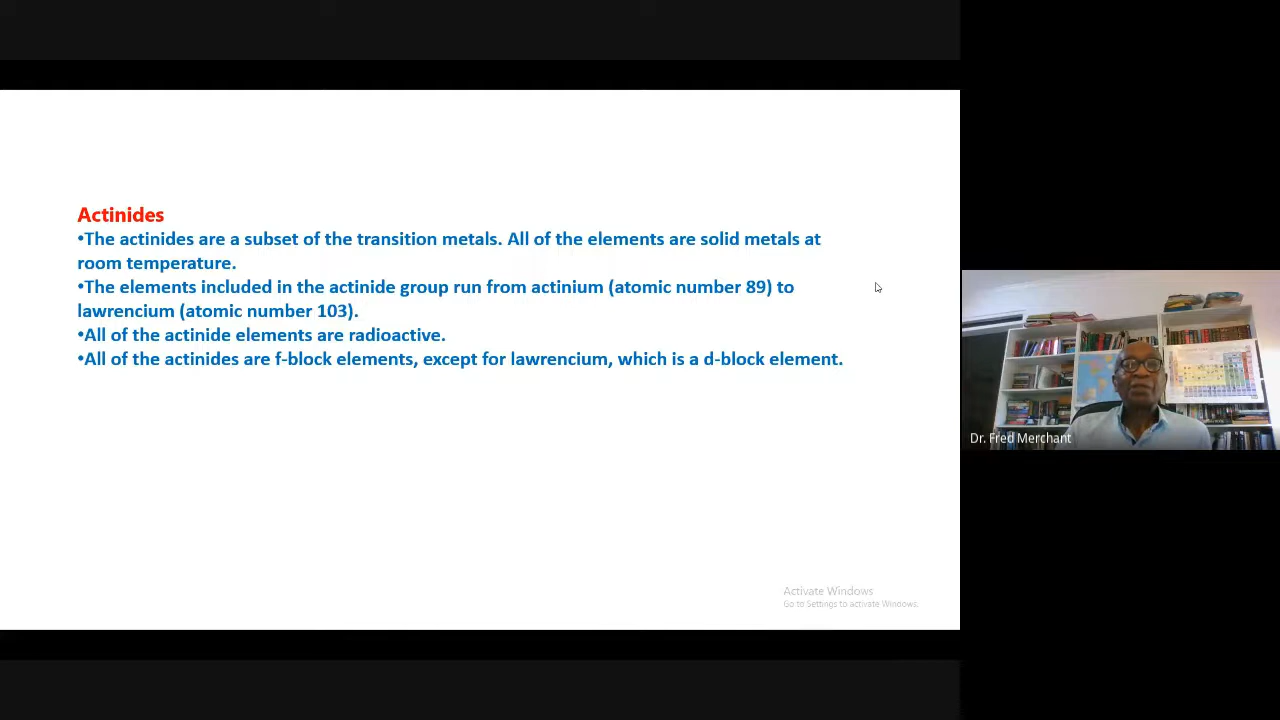 Actinides
•The actinides are a subset of the transition metals. All of the elements are solid metals at
room temperature.
•The elements included in the actinide group run from actinium (atomic number 89) to
lawrencium (atomic number 103).
•All of the actinide elements are radioactive.
•All of the actinides are f-block elements, except for lawrencium, which is a d-block element.
Dr. Fred Merchant
Activate Windows
Go to Settings to activate Windows.